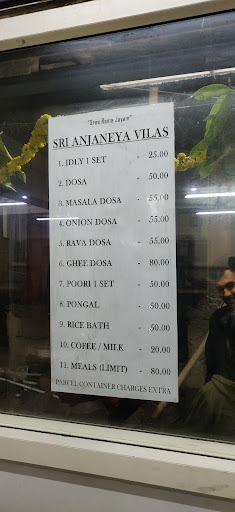 "Sree Rama Jayam"
SRI ANJANEYA VILAS
1. IDLY 1 SET - 25.00
2. DOSA - 50.00
3. MASALA DOSA - 55.00
4. ONION DOSA - 55.00
5. RAVA DOSA - 55.00
6. GHEE DOSA - 80.00
7. POORI 1 SET - 50.00
8. PONGAL - 50.00
9. RICE BATH - 50.00
10. COFEE / MILK - 20.00
11. MEALS (LIMIT) - 80.00
PARCEL CONTAINER CHARGES EXTRA